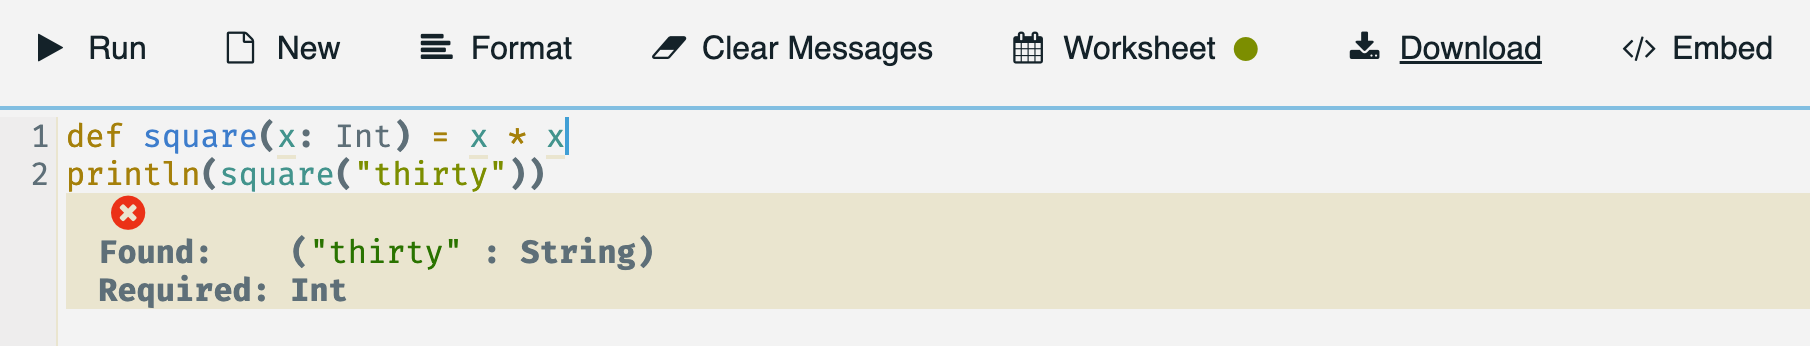 Run New Format Clear Messages Worksheet Download </> Embed
1 def square(x: Int) = x * x
2 println(square("thirty"))
Found:    ("thirty" : String)
Required: Int